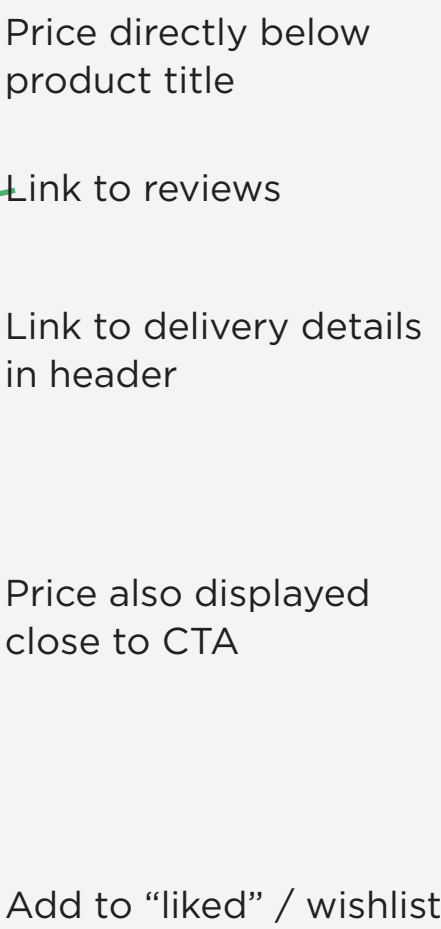 Price directly below
product title
Link to reviews
Link to delivery details
in header
Price also displayed
close to CTA
Add to “liked” / wishlist